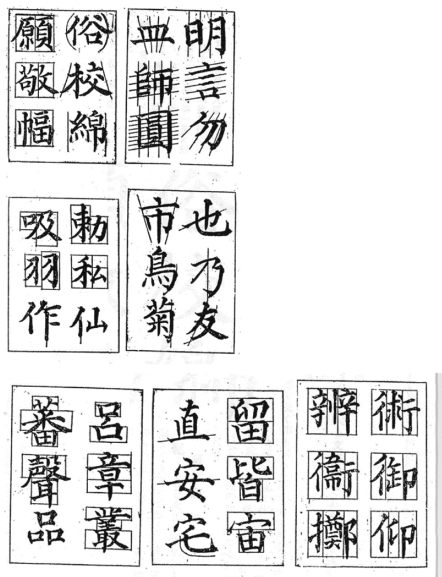 明言勿
皿師圓
俗校綿
願敬幅
也乃友
市鳥菊
勅私仙
吸羽作
術御仰
辨衞擲
留皆宙
直安宅
呂章叢
蕃聲品